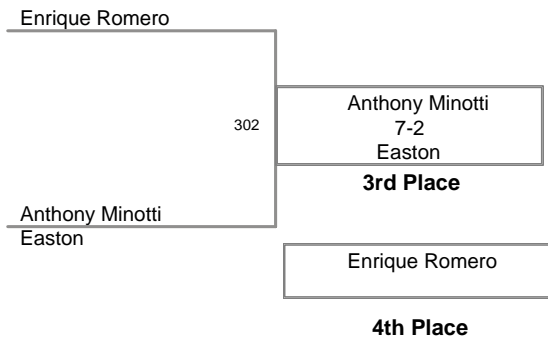 Enrique Romero
302
Anthony Minotti
7-2
Easton
3rd Place
Anthony Minotti
Easton
Enrique Romero
4th Place